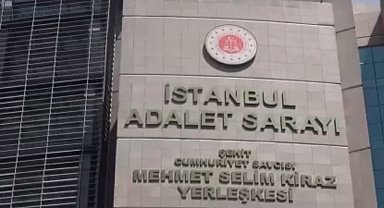 İSTANBUL
ADALET SARAYI
ŞEHİT
CUMHURİYET SAVCISI
MEHMET SELİM KİRAZ
YERLEŞKESİ